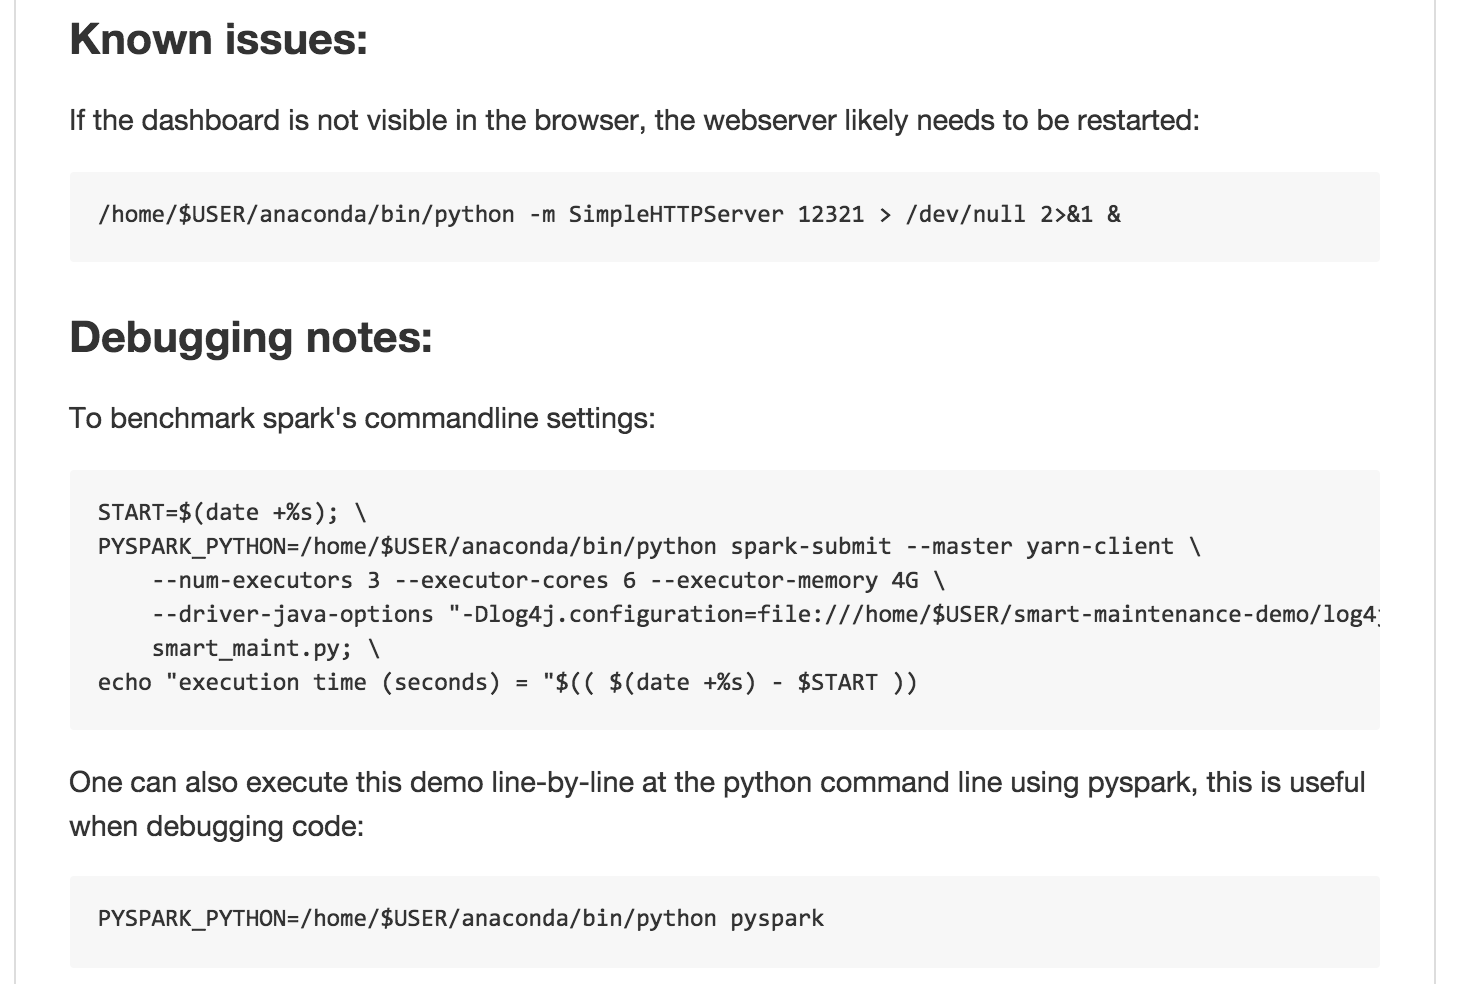 Known issues:
If the dashboard is not visible in the browser, the webserver likely needs to be restarted:
/home/$USER/anaconda/bin/python -m SimpleHTTPServer 12321 > /dev/null 2>&1 &
Debugging notes:
To benchmark spark's commandline settings:
START=$(date +%s); \
PYSPARK_PYTHON=/home/$USER/anaconda/bin/python spark-submit --master yarn-client \
    --num-executors 3 --executor-cores 6 --executor-memory 4G \
    --driver-java-options "-Dlog4j.configuration=file:///home/$USER/smart-maintenance-demo/log4j
    smart_maint.py; \
echo "execution time (seconds) = "$(( $(date +%s) - $START ))
One can also execute this demo line-by-line at the python command line using pyspark, this is useful
when debugging code:
PYSPARK_PYTHON=/home/$USER/anaconda/bin/python pyspark